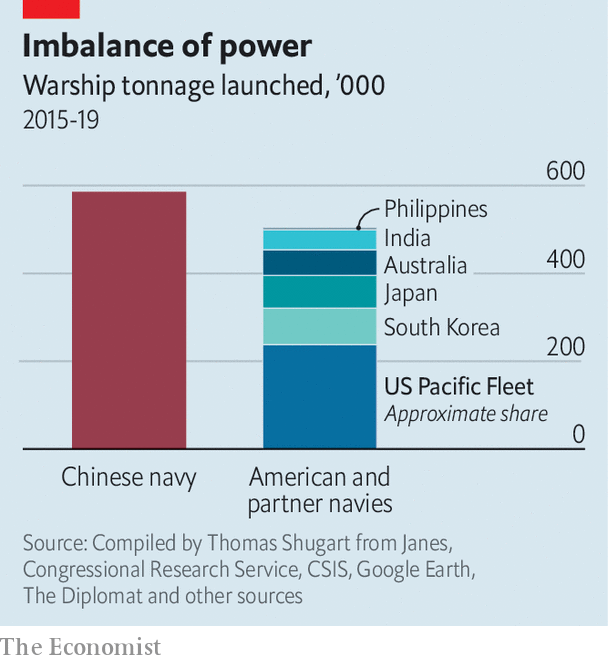 Imbalance of power
Warship tonnage launched, ’000
2015-19
600
Philippines
India
400
Australia
Japan
South Korea
200
US Pacific Fleet
Approximate share
0
Chinese navy
American and
partner navies
Source: Compiled by Thomas Shugart from Janes,
Congressional Research Service, CSIS, Google Earth,
The Diplomat and other sources
The Economist